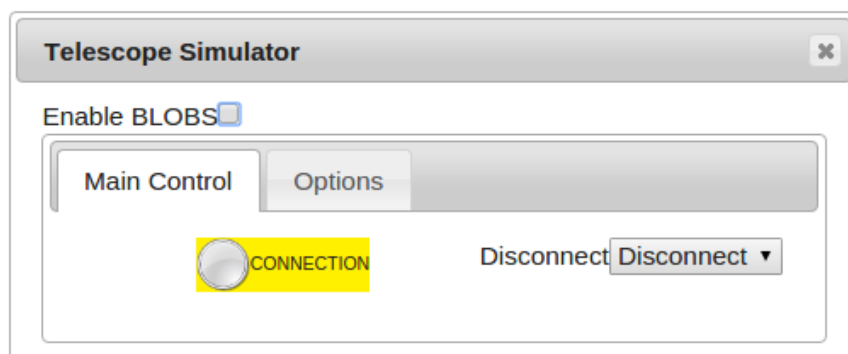 Telescope Simulator
Enable BLOBS
Main Control Options
CONNECTION Disconnect Disconnect